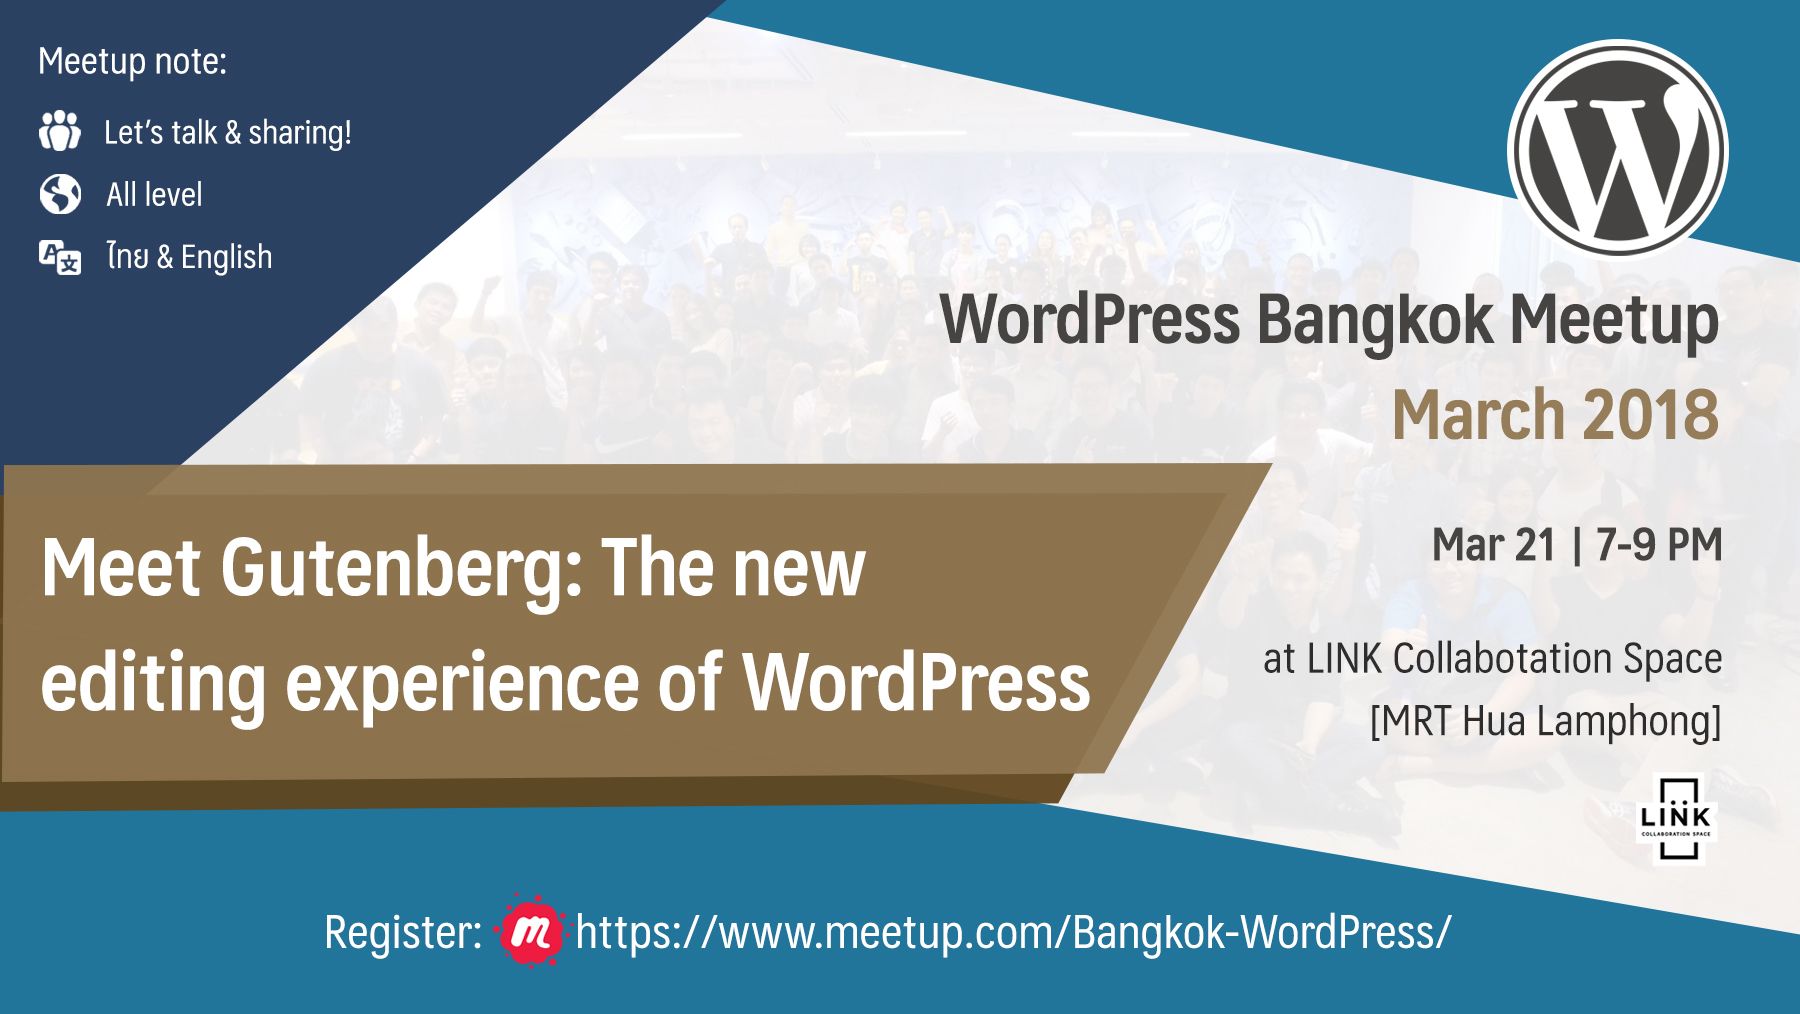 Meetup note:
Let's talk & sharing!
All level
ไทย & English
WordPress Bangkok Meetup
March 2018
Meet Gutenberg: The new
editing experience of WordPress
Mar 21 | 7-9 PM
at LINK Collabotation Space
[MRT Hua Lamphong]
LINK
COLLABORATION SPACE
Register: m https://www.meetup.com/Bangkok-WordPress/